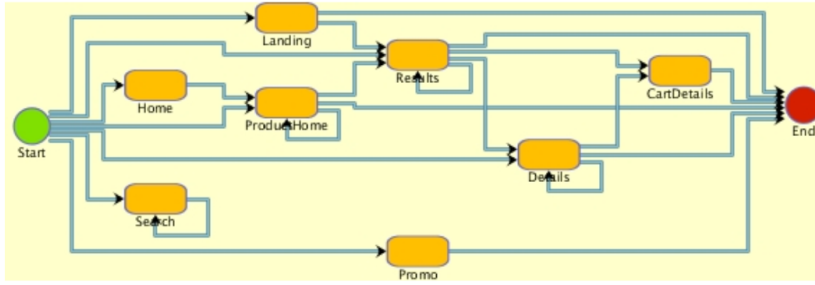 Landing
Results
CartDetails
Home
ProductHome
End
Start
Details
Search
Promo